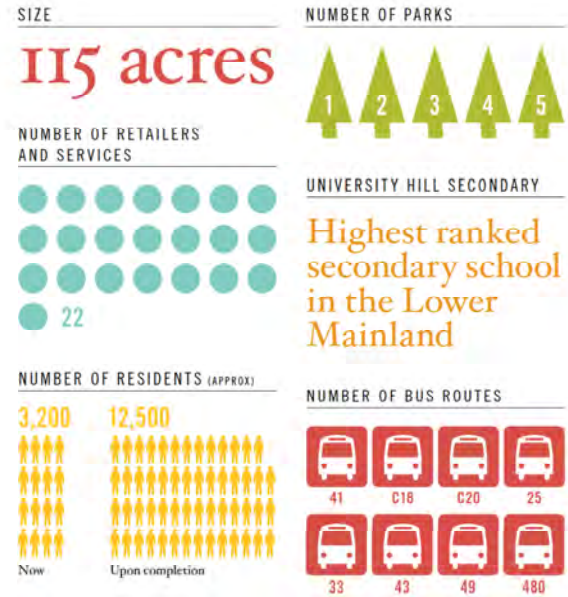 SIZE
115 acres
NUMBER OF RETAILERS
AND SERVICES
22
NUMBER OF RESIDENTS (APPROX)
3,200 12,500
Now Upon completion
NUMBER OF PARKS
1 2 3 4 5
UNIVERSITY HILL SECONDARY
Highest ranked
secondary school
in the Lower
Mainland
NUMBER OF BUS ROUTES
41 C18 C20 25
33 43 49 480